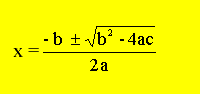 x = (-b ± √(b² - 4ac)) / 2a